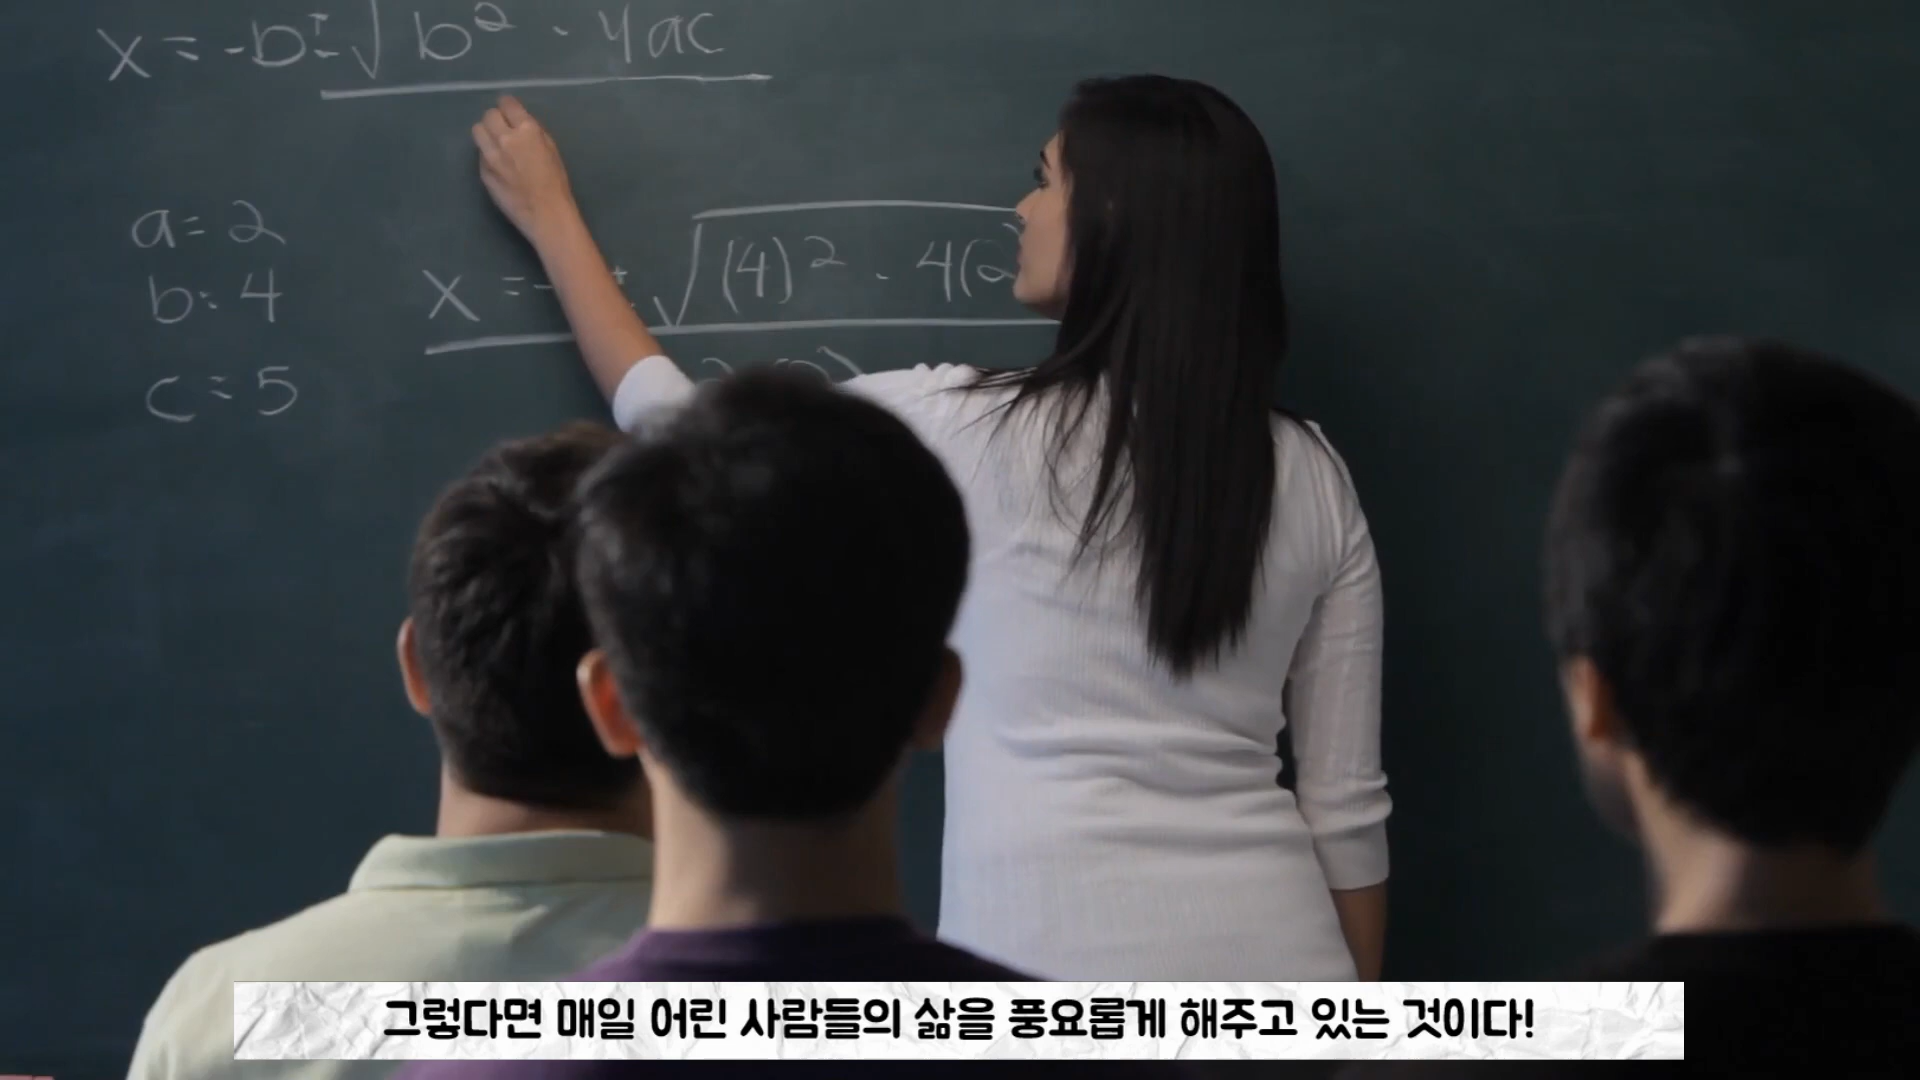 x = -b ± √b² - 4ac
a = 2
x = - ± √(4)² - 4(2
b = 4
c = 5
그렇다면 매일 어린 사람들의 삶을 풍요롭게 해주고 있는 것이다!